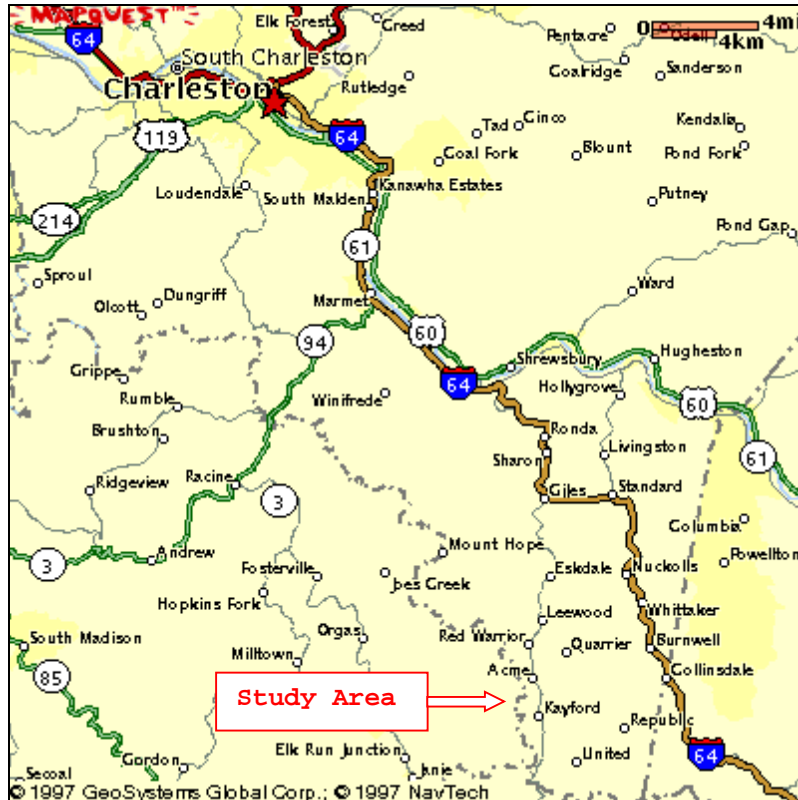 MAPQUEST™
Elk Forest
Creed
Pentacre
0
4mi
Odell
4km
64
South Charleston
Coalridge
Sanderson
Charleston
Rutledge
119
64
Tad
Cinco
Kendalia
Coal Fork
Blount
Pond Fork
Loudendale
Kanawha Estates
South Malden
Putney
214
Pond Gap
61
Sproul
Ward
Olcott
Dungriff
Marmet
94
60
Shrewsbury
Hugheston
Grippe
64
Hollygrove
Rumble
Winifrede
60
Brushton
Ronda
Livingston
61
Sharon
Racine
Ridgeview
3
Giles
Standard
Columbia
Andrew
Mount Hope
Powellton
3
Fosterville
Joes Creek
Eskdale
Nuckolls
Hopkins Fork
Leewood
Whittaker
South Madison
Orgas
Red Warrior
Quarrier
Burnwell
Milltown
Acme
Collinsdale
85
Study Area
Kayford
Republic
Elk Run Junction
64
Gordon
United
Secoal
Janie
© 1997 GeoSystems Global Corp.; © 1997 NavTech